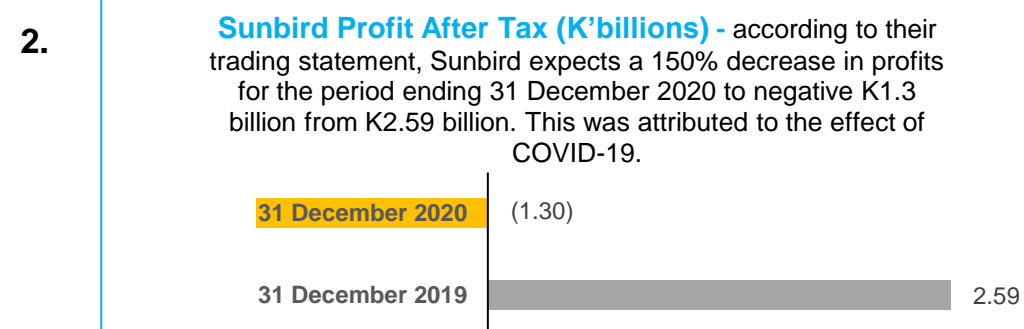 2.
Sunbird Profit After Tax (K’billions) - according to their
trading statement, Sunbird expects a 150% decrease in profits
for the period ending 31 December 2020 to negative K1.3
billion from K2.59 billion. This was attributed to the effect of
COVID-19.
31 December 2020 (1.30)
31 December 2019 2.59